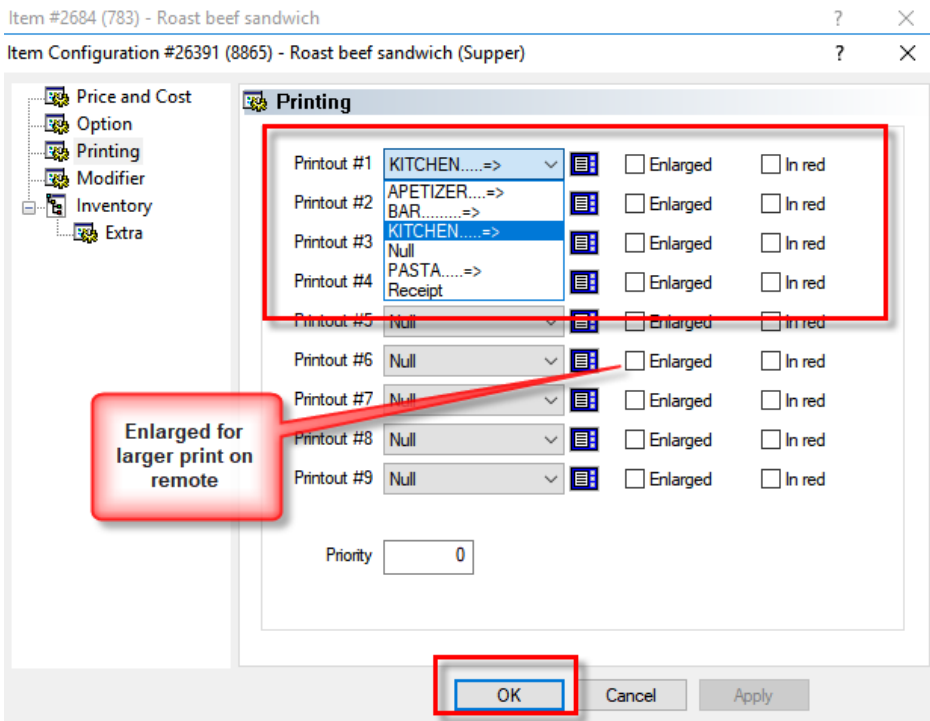 Item #2684 (783) - Roast beef sandwich ? ×
Item Configuration #26391 (8865) - Roast beef sandwich (Supper) ? ×
Price and Cost
Option
Printing
Modifier
Inventory
Extra
Printing
Printout #1 KITCHEN.....=> Enlarged In red
APETIZER....=>
Printout #2 Enlarged In red
BAR.........=>
KITCHEN.....=>
Printout #3 Enlarged In red
Null
PASTA.....=>
Printout #4 Enlarged In red
Receipt
Printout #5 Null Enlarged In red
Printout #6 Null Enlarged In red
Printout #7 Null Enlarged In red
Printout #8 Null Enlarged In red
Printout #9 Null Enlarged In red
Enlarged for
larger print on
remote
Priority 0
OK Cancel Apply